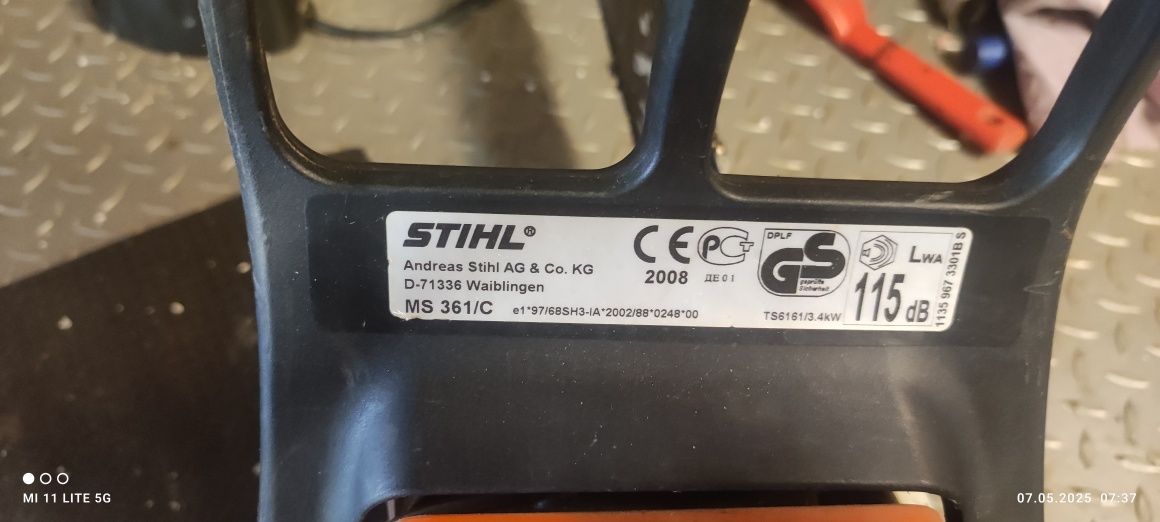 STIHL®
Andreas Stihl AG & Co. KG
D-71336 Waiblingen
MS 361/C e1*97/68SH3-IA*2002/88*0248*00
CE
2008
PCT
ДЕ 01
DPLF
GS
geprüfte
Sicherheit
TS6161/3.4kW
LWA
115 dB
1135 967 3301B S
MI 11 LITE 5G
07.05.2025 07:37